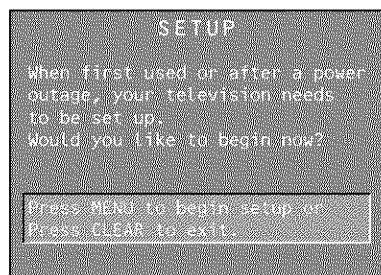 SETUP
When first used or after a power
outage, your television needs
to be set up.
Would you like to begin now?
Press MENU to begin setup or
Press CLEAR to exit.